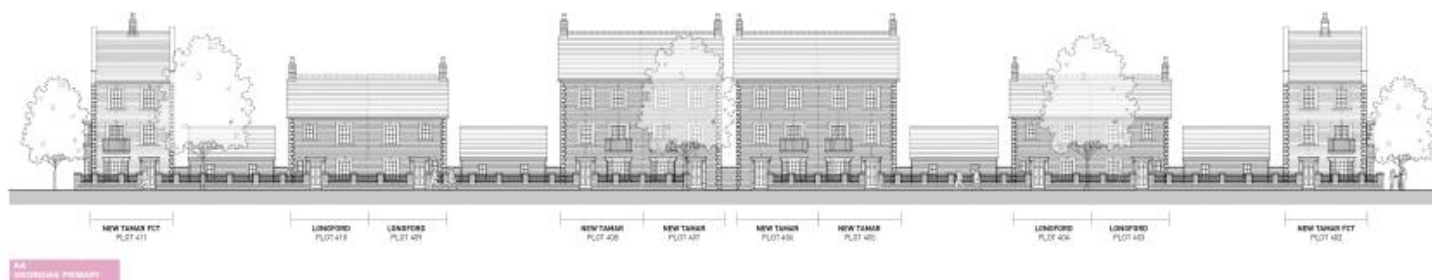 NEW TAMAR FCT
PLOT 411
LONGFORD
PLOT 410
LONGFORD
PLOT 409
NEW TAMAR
PLOT 408
NEW TAMAR
PLOT 407
NEW TAMAR
PLOT 406
NEW TAMAR
PLOT 405
LONGFORD
PLOT 404
LONGFORD
PLOT 403
NEW TAMAR FCT
PLOT 402
AA
GEORGIAN PRIMARY